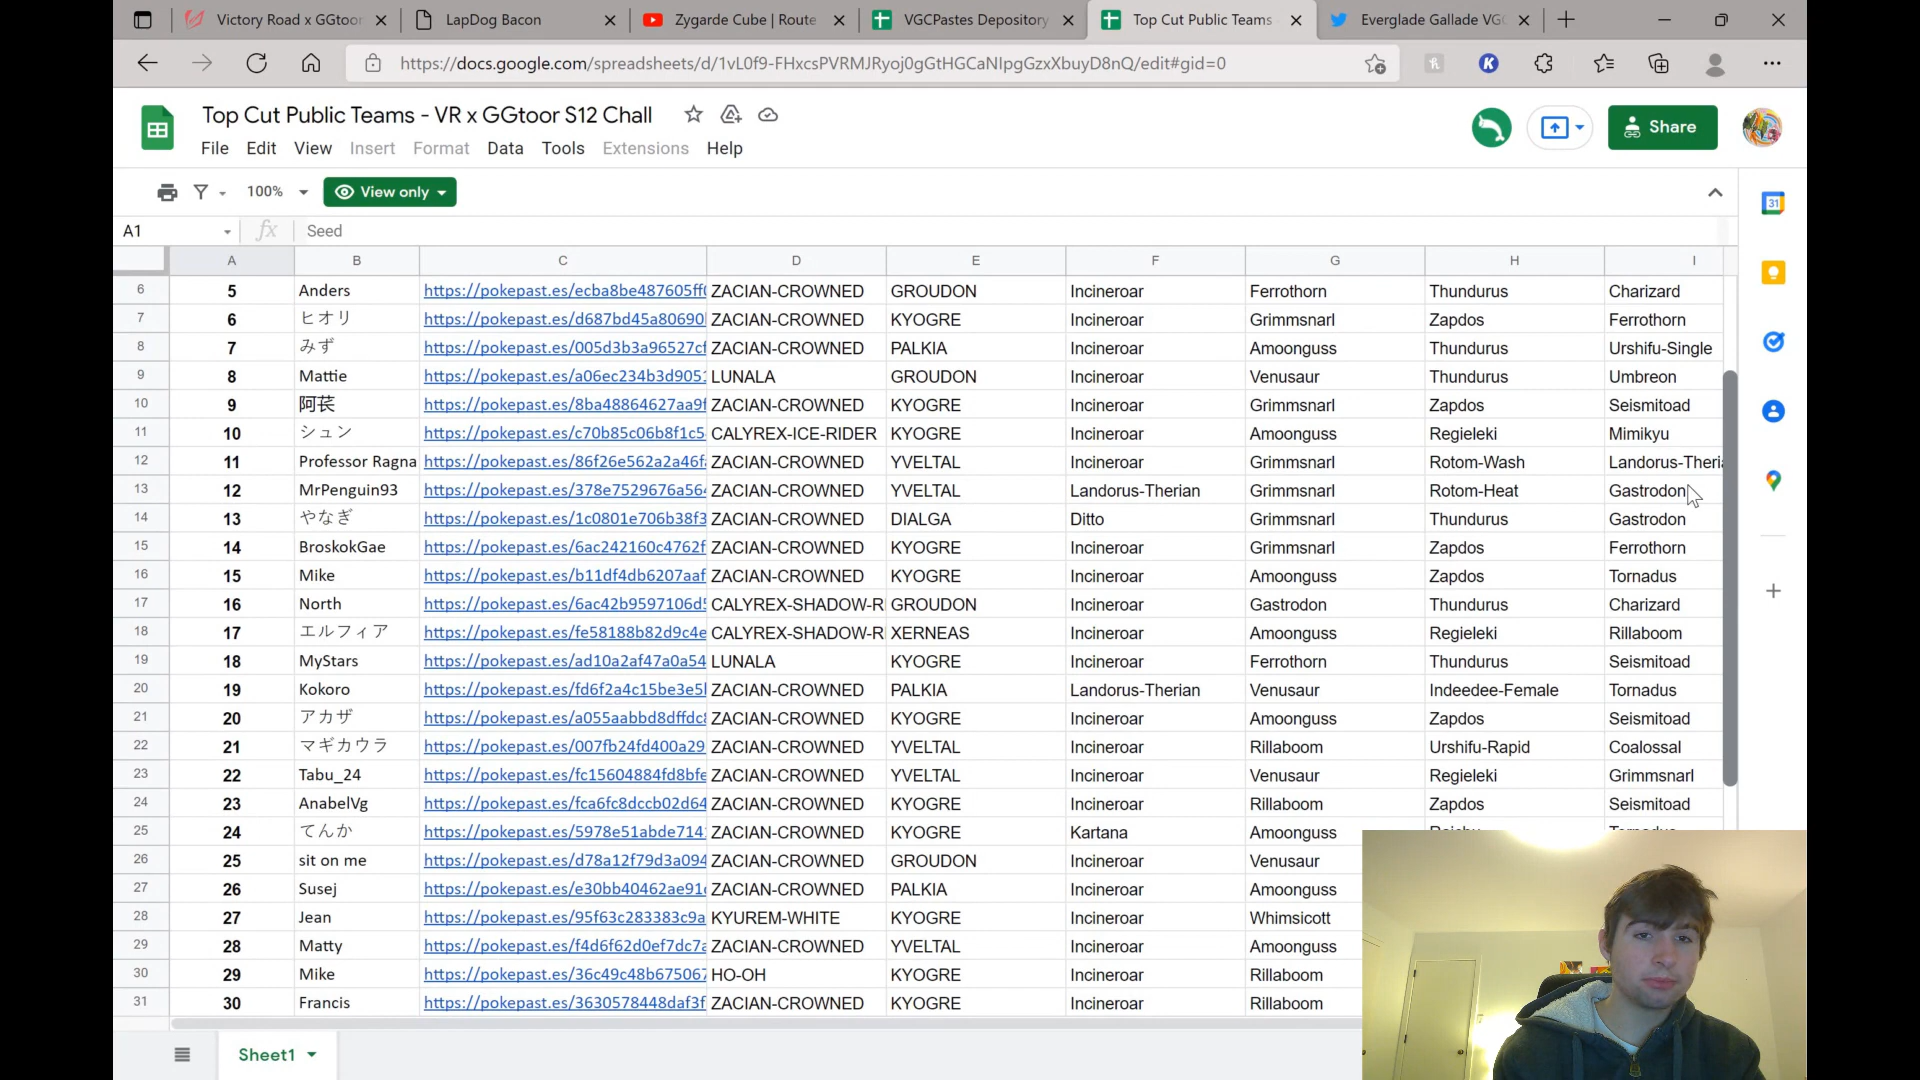 Victory Road x GGtoor
LapDog Bacon
Zygarde Cube | Route
VGCPastes Depository
Top Cut Public Teams
Everglade Gallade VGC
https://docs.google.com/spreadsheets/d/1vL0f9-FHxcsPVRMJRyoj0gGtHGCaNIpgGzxXbuyD8nQ/edit#gid=0
Top Cut Public Teams - VR x GGtoor S12 Chall
Share
File Edit View Insert Format Data Tools Extensions Help
100% View only
A1 fx Seed
A B C D E F G H I
6 5 Anders https://pokepast.es/ecba8be487605ff ZACIAN-CROWNED GROUDON Incineroar Ferrothorn Thundurus Charizard
7 6 ヒオリ https://pokepast.es/d687bd45a80690 ZACIAN-CROWNED KYOGRE Incineroar Grimmsnarl Zapdos Ferrothorn
8 7 みず https://pokepast.es/005d3b3a96527cf ZACIAN-CROWNED PALKIA Incineroar Amoonguss Thundurus Urshifu-Single
9 8 Mattie https://pokepast.es/a06ec234b3d9051 LUNALA GROUDON Incineroar Venusaur Thundurus Umbreon
10 9 https://pokepast.es/8ba48864627aa9f ZACIAN-CROWNED KYOGRE Incineroar Grimmsnarl Zapdos Seismitoad
11 10 シュン https://pokepast.es/c70b85c06b8f1c5 CALYREX-ICE-RIDER KYOGRE Incineroar Amoonguss Regieleki Mimikyu
12 11 Professor Ragna https://pokepast.es/86f26e562a2a46f ZACIAN-CROWNED YVELTAL Incineroar Grimmsnarl Rotom-Wash Landorus-Theria
13 12 MrPenguin93 https://pokepast.es/378e7529676a564 ZACIAN-CROWNED YVELTAL Landorus-Therian Grimmsnarl Rotom-Heat Gastrodon
14 13 やなぎ https://pokepast.es/1c0801e706b38f3 ZACIAN-CROWNED DIALGA Ditto Grimmsnarl Thundurus Gastrodon
15 14 BroskokGae https://pokepast.es/6ac242160c4762f ZACIAN-CROWNED KYOGRE Incineroar Grimmsnarl Zapdos Ferrothorn
16 15 Mike https://pokepast.es/b11df4db6207aaf ZACIAN-CROWNED KYOGRE Incineroar Amoonguss Zapdos Tornadus
17 16 North https://pokepast.es/6ac42b9597106d5 CALYREX-SHADOW-R GROUDON Incineroar Gastrodon Thundurus Charizard
18 17 エルフィア https://pokepast.es/fe58188b82d9c4e CALYREX-SHADOW-R XERNEAS Incineroar Amoonguss Regieleki Rillaboom
19 18 MyStars https://pokepast.es/ad10a2af47a0a54 LUNALA KYOGRE Incineroar Ferrothorn Thundurus Seismitoad
20 19 Kokoro https://pokepast.es/fd6f2a4c15be3e5 ZACIAN-CROWNED PALKIA Landorus-Therian Venusaur Indeedee-Female Tornadus
21 20 アカザ https://pokepast.es/a055aabbd8dffdc ZACIAN-CROWNED KYOGRE Incineroar Amoonguss Zapdos Seismitoad
22 21 マギカウラ https://pokepast.es/007fb24fd400a29 ZACIAN-CROWNED YVELTAL Incineroar Rillaboom Urshifu-Rapid Coalossal
23 22 Tabu_24 https://pokepast.es/fc15604884fd8bfe ZACIAN-CROWNED YVELTAL Incineroar Venusaur Regieleki Grimmsnarl
24 23 AnabelVg https://pokepast.es/fca6fc8dccb02d64 ZACIAN-CROWNED KYOGRE Incineroar Rillaboom Zapdos Seismitoad
25 24 てんか https://pokepast.es/5978e51abde714 ZACIAN-CROWNED KYOGRE Kartana Amoonguss
26 25 sit on me https://pokepast.es/d78a12f79d3a094 ZACIAN-CROWNED GROUDON Incineroar Venusaur
27 26 Susej https://pokepast.es/e30bb40462ae91 ZACIAN-CROWNED PALKIA Incineroar Amoonguss
28 27 Jean https://pokepast.es/95f63c283383c9a KYUREM-WHITE KYOGRE Incineroar Whimsicott
29 28 Matty https://pokepast.es/f4d6f62d0ef7dc7a ZACIAN-CROWNED YVELTAL Incineroar Amoonguss
30 29 Mike https://pokepast.es/36c49c48b675067 HO-OH KYOGRE Incineroar Rillaboom
31 30 Francis https://pokepast.es/3630578448daf3f ZACIAN-CROWNED KYOGRE Incineroar Rillaboom
Sheet1